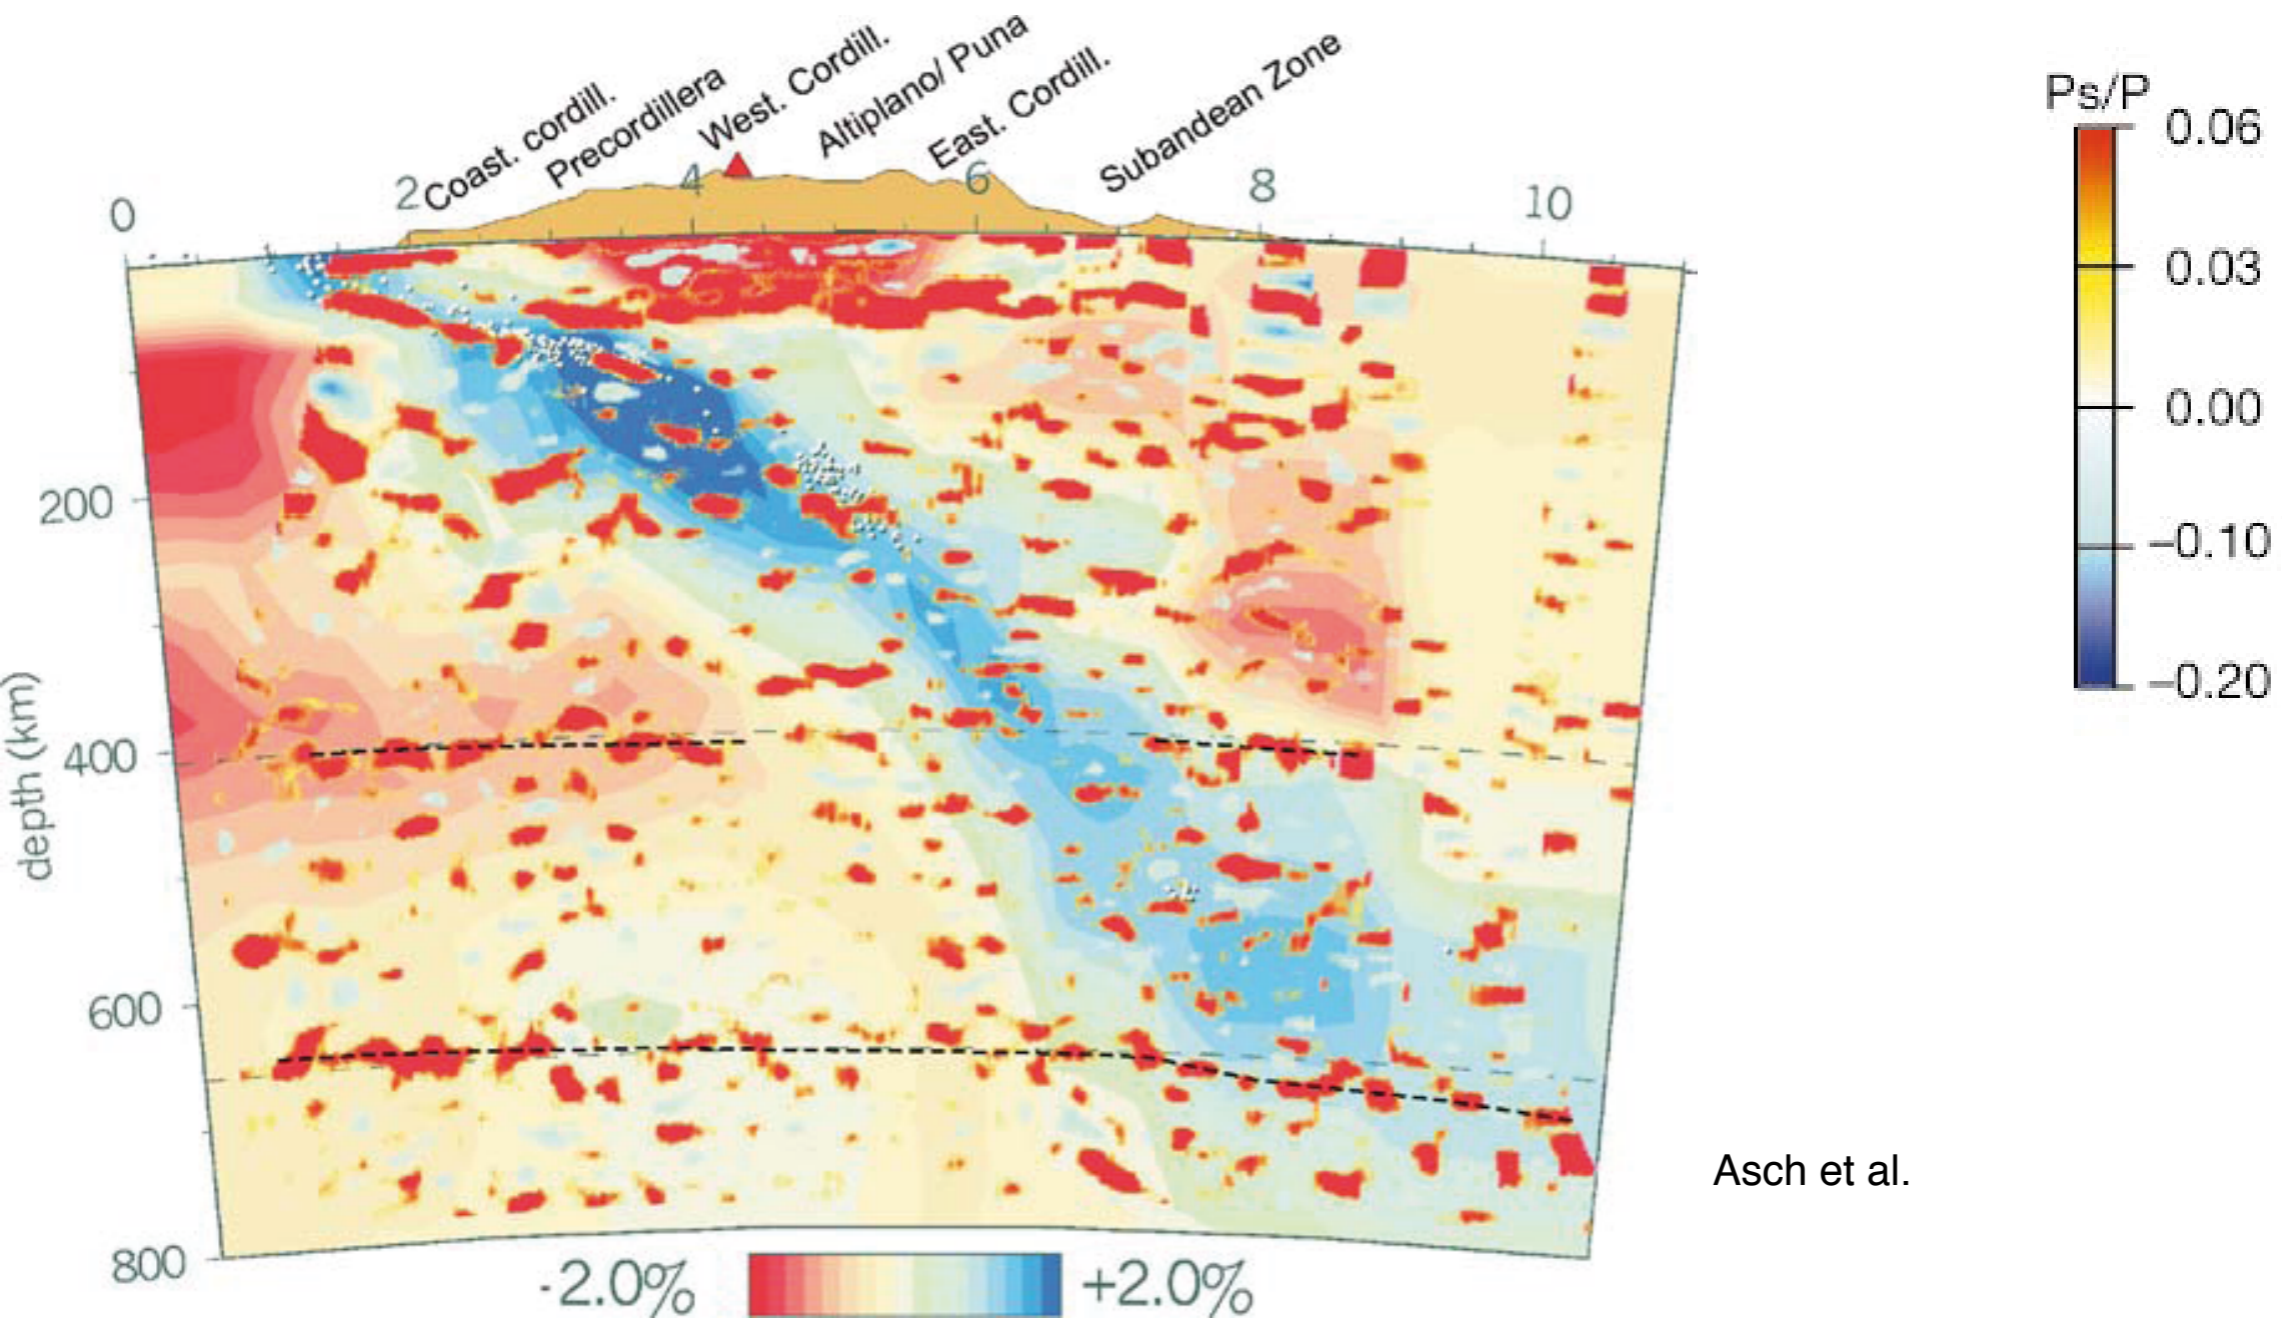 Coast. cordill.
Precordillera
West. Cordill.
Altiplano/ Puna
East. Cordill.
Subandean Zone
0
2
4
6
8
10
Ps/P
0.06
0.03
0.00
−0.10
−0.20
depth (km)
200
400
600
800
-2.0%
+2.0%
Asch et al.